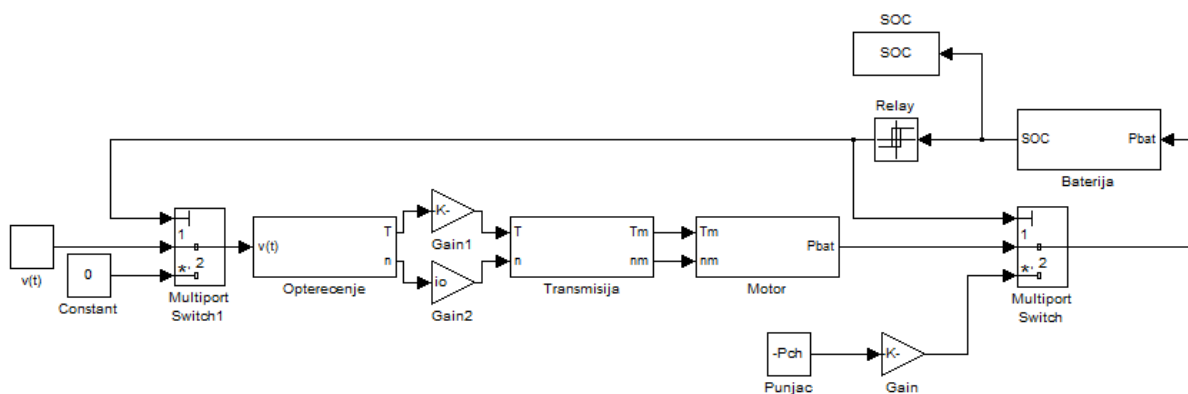 SOC
SOC
Relay
SOC
Pbat
Baterija
v(t)
0
Constant
1
2
*,
Multiport
Switch1
v(t)
T
n
Opterecenje
K-
Gain1
io
Gain2
T
n
Tm
nm
Transmisija
Tm
nm
Pbat
Motor
-Pch
Punjac
K-
Gain
1
2
*,
Multiport
Switch